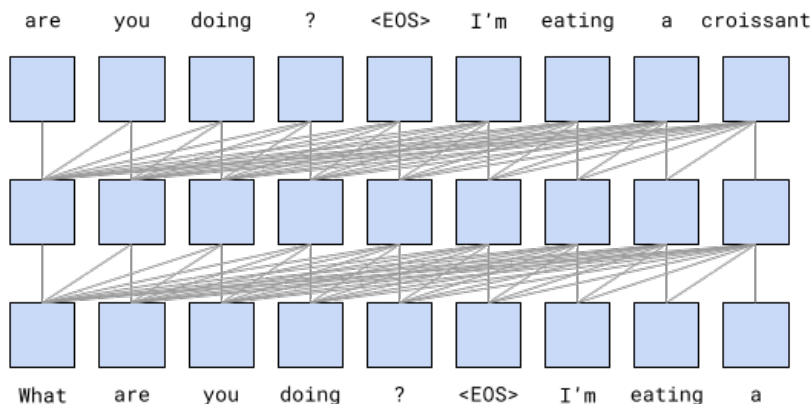 are you doing ? <EOS> I'm eating a croissant
What are you doing ? <EOS> I'm eating a